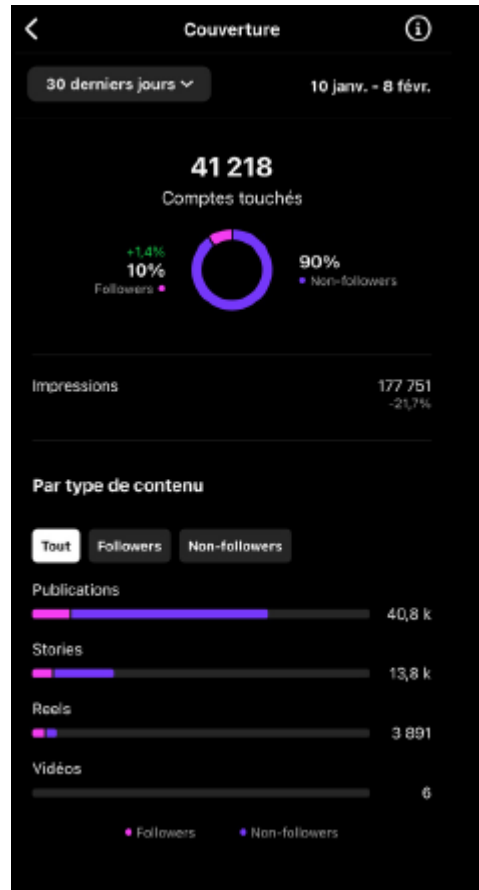 Couverture
30 derniers jours
10 janv. - 8 févr.
41 218
Comptes touchés
+1,4%
10%
Followers
90%
Non-followers
Impressions
177 751
-21,7%
Par type de contenu
Tout Followers Non-followers
Publications
40,8 k
Stories
13,8 k
Reels
3 891
Vidéos
6
Followers Non-followers